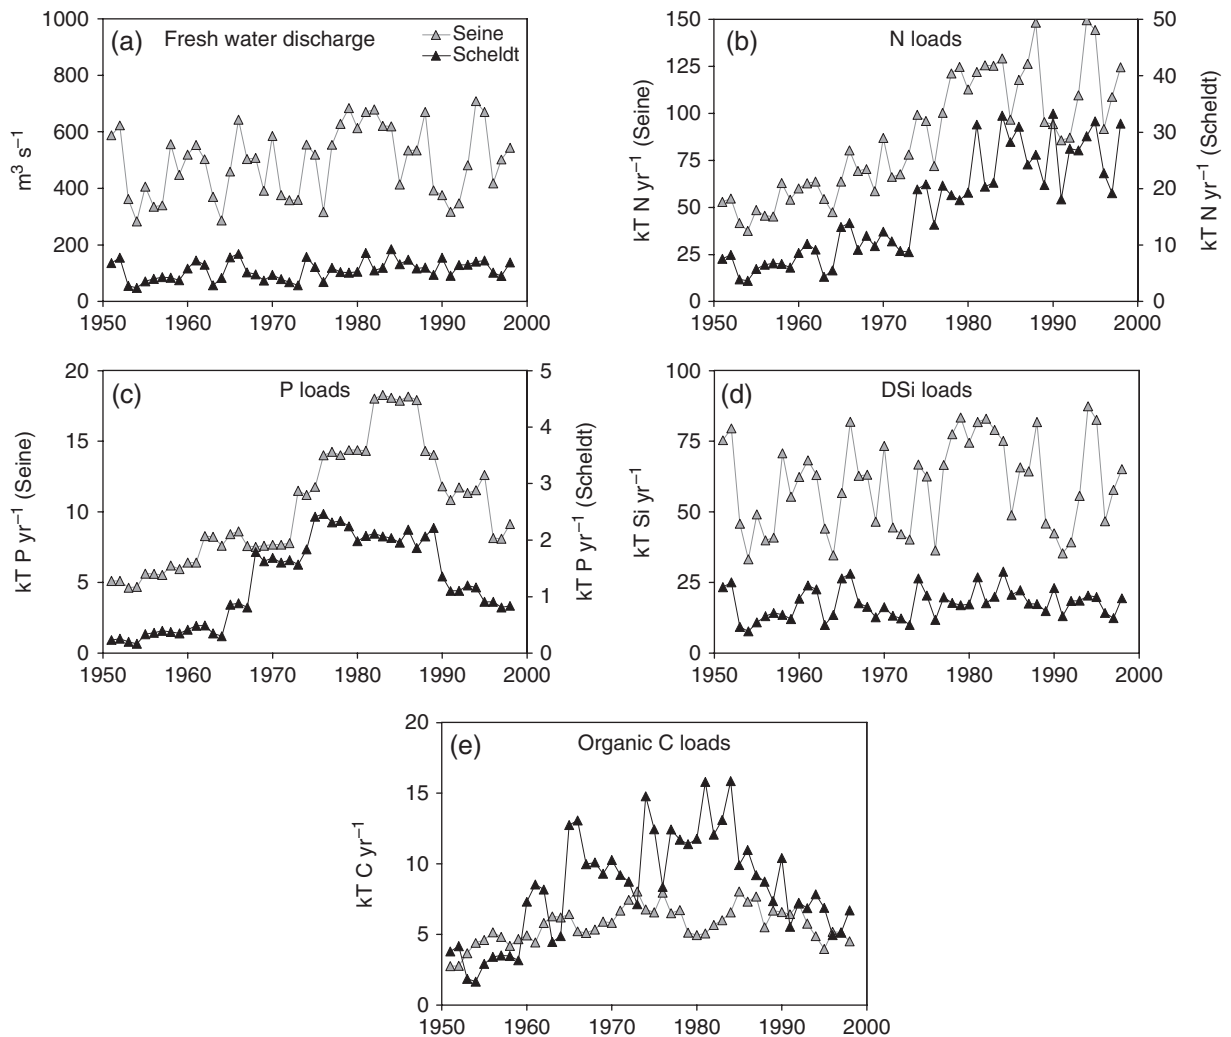 (a) Fresh water discharge
Seine
Scheldt
m³ s⁻¹
1000
800
600
400
200
0
1950 1960 1970 1980 1990 2000
(b) N loads
kT N yr⁻¹ (Seine)
150
125
100
75
50
25
0
50
40
30
20
10
0
kT N yr⁻¹ (Scheldt)
1950 1960 1970 1980 1990 2000
(c) P loads
kT P yr⁻¹ (Seine)
20
15
10
5
0
5
4
3
2
1
0
kT P yr⁻¹ (Scheldt)
1950 1960 1970 1980 1990 2000
(d) DSi loads
kT Si yr⁻¹
100
75
50
25
0
1950 1960 1970 1980 1990 2000
(e) Organic C loads
kT C yr⁻¹
20
15
10
5
0
1950 1960 1970 1980 1990 2000